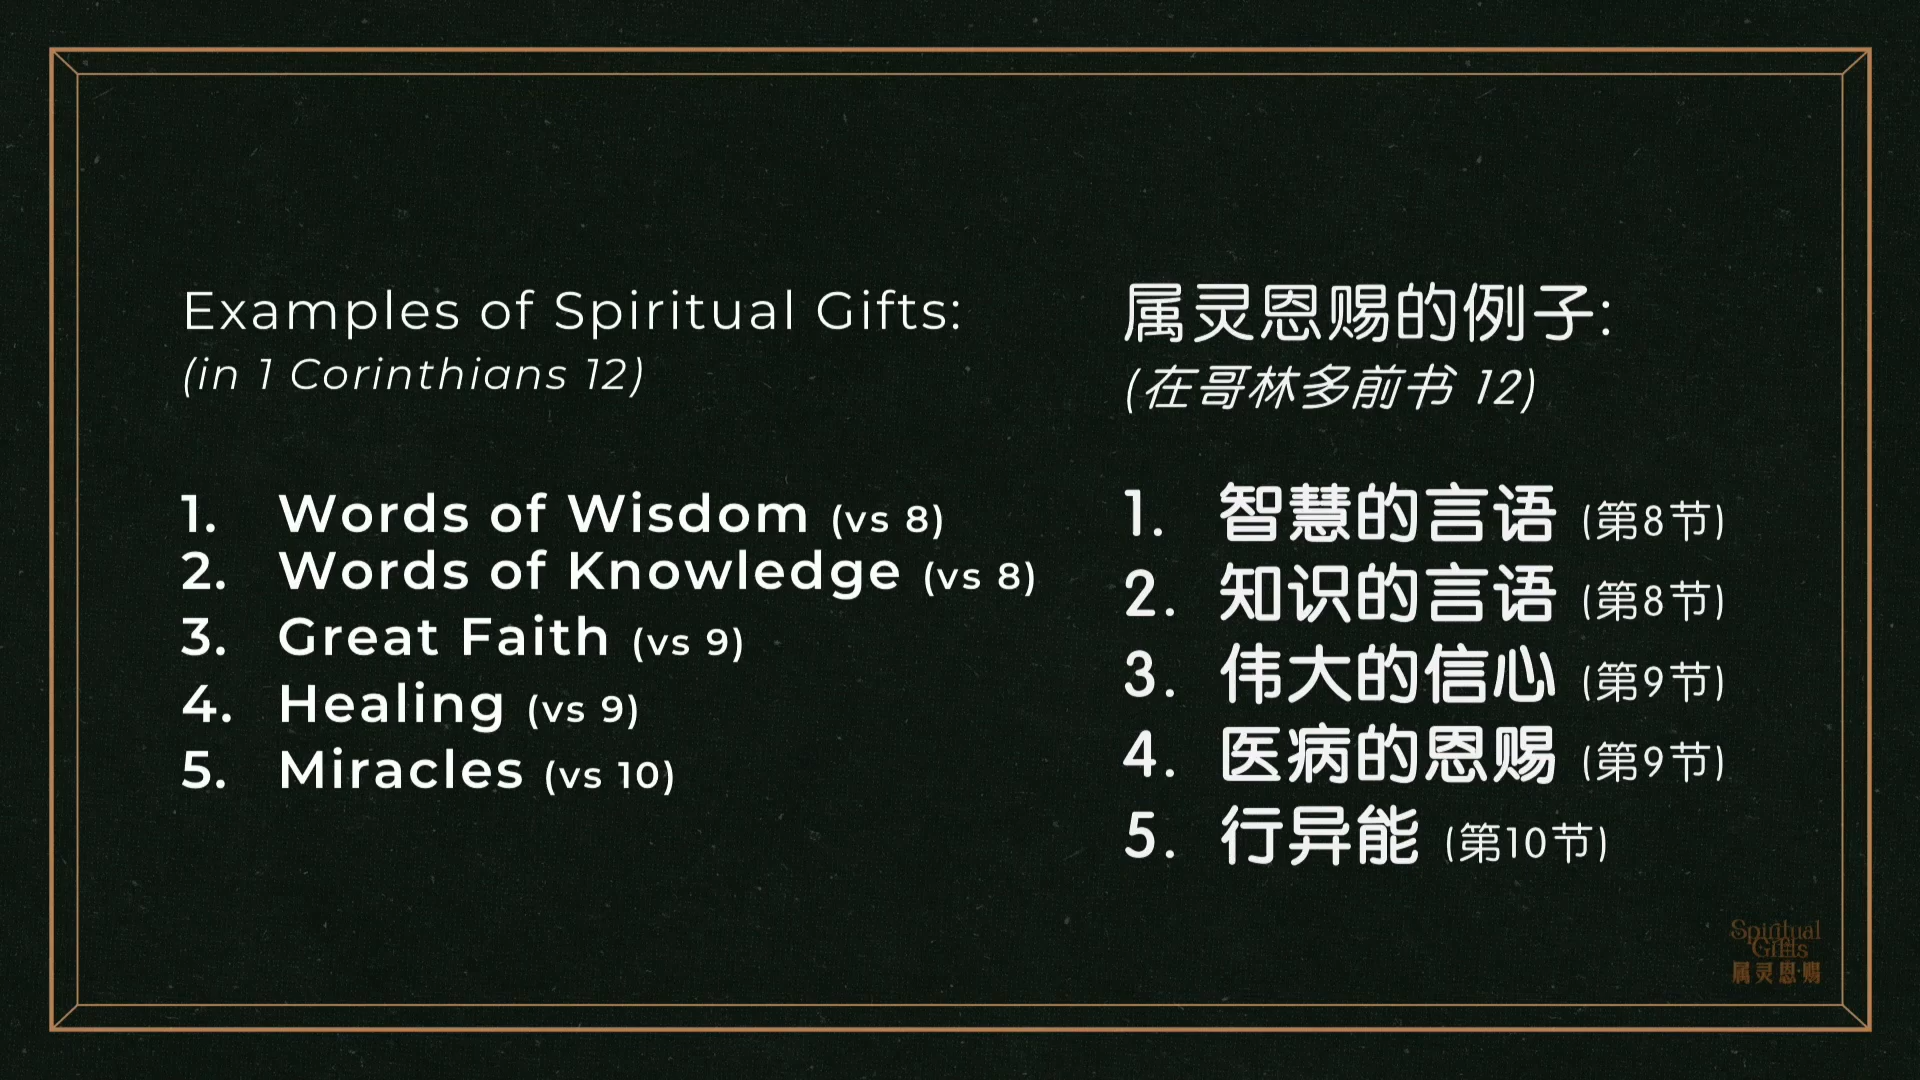 Examples of Spiritual Gifts:
(in 1 Corinthians 12)
1. Words of Wisdom (vs 8)
2. Words of Knowledge (vs 8)
3. Great Faith (vs 9)
4. Healing (vs 9)
5. Miracles (vs 10)
属灵恩赐的例子:
(在哥林多前书 12)
1. 智慧的言语 (第8节)
2. 知识的言语 (第8节)
3. 伟大的信心 (第9节)
4. 医病的恩赐 (第9节)
5. 行异能 (第10节)
Spiritual
Gifts
属灵恩赐